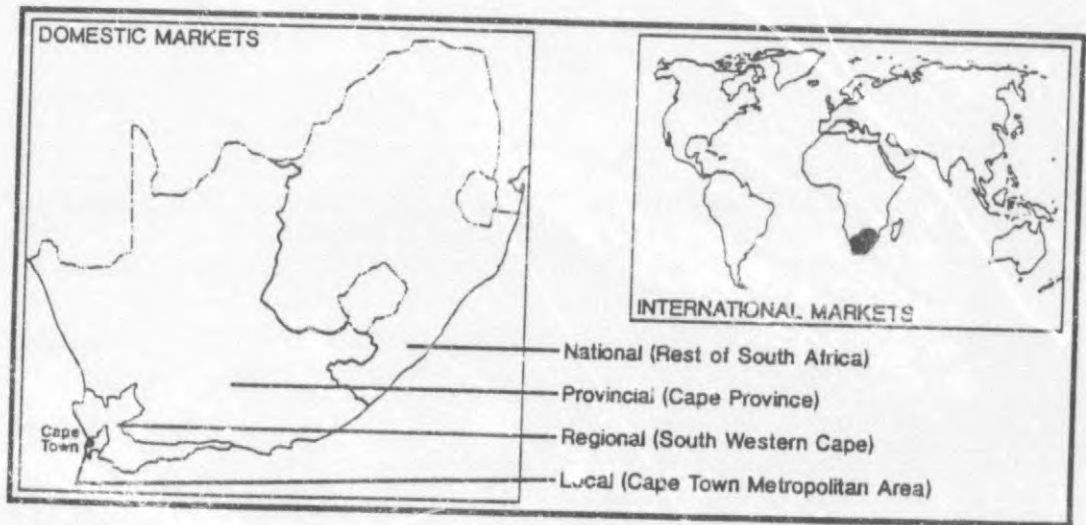 DOMESTIC MARKETS
INTERNATIONAL MARKETS
National (Rest of South Africa)
Provincial (Cape Province)
Regional (South Western Cape)
Local (Cape Town Metropolitan Area)
Cape
Town